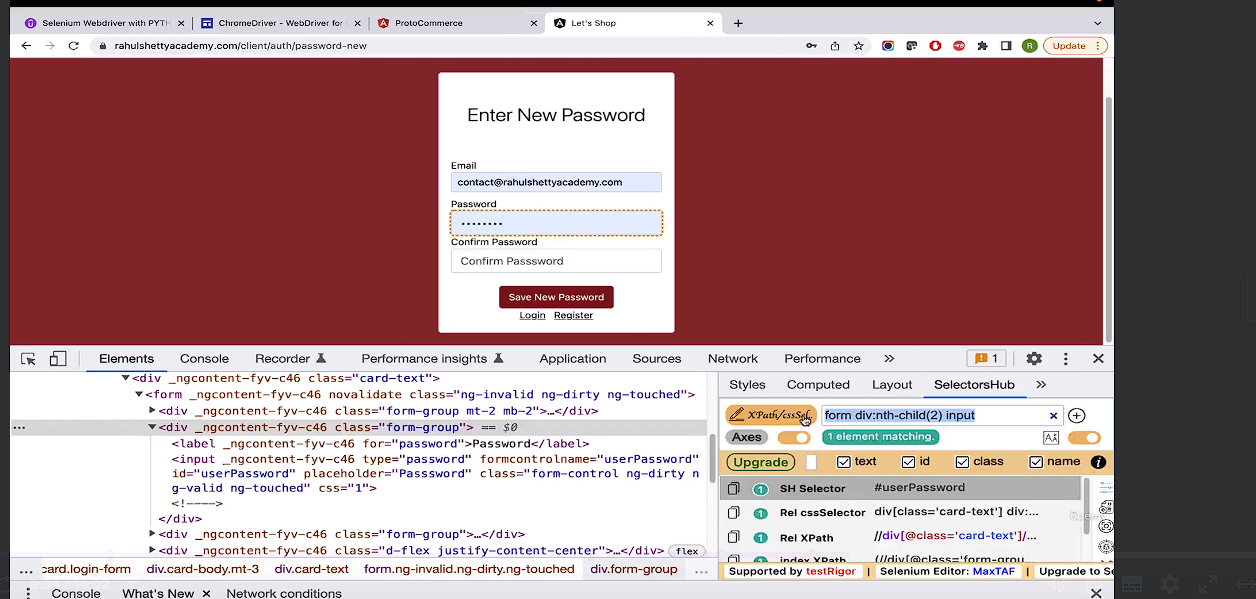 Selenium Webdriver with PYTH
ChromeDriver - WebDriver for
ProtoCommerce
Let's Shop
rahulshettyacademy.com/client/auth/password-new
R
Update
Enter New Password
Email
contact@rahulshettyacademy.com
Password
Confirm Password
Confirm Passsword
Save New Password
Login Register
Elements Console Recorder Performance insights Application Sources Network Performance » 1
<div _ngcontent-fyv-c46 class="card-text">
<form _ngcontent-fyv-c46 novalidate class="ng-invalid ng-dirty ng-touched">
<div _ngcontent-fyv-c46 class="form-group mt-2 mb-2">…</div>
<div _ngcontent-fyv-c46 class="form-group"> == $0
<label _ngcontent-fyv-c46 for="password">Password</label>
<input _ngcontent-fyv-c46 type="password" formcontrolname="userPassword"
id="userPassword" placeholder="Passsword" class="form-control ng-dirty n
g-valid ng-touched" css="1">
<!---->
</div>
<div _ngcontent-fyv-c46 class="form-group">…</div>
<div _ngcontent-fyv-c46 class="d-flex justify-content-center">…</div> flex
... card.login-form div.card-body.mt-3 div.card-text form.ng-invalid.ng-dirty.ng-touched div.form-group ...
Styles Computed Layout SelectorsHub »
XPath/cssSel. form div:nth-child(2) input
Axes 1 element matching.
Upgrade text id class name
1 SH Selector #userPassword
1 Rel cssSelector div[class='card-text'] div:...
1 Rel XPath //div[@class='card-text']/...
index XPath (//div[@class='form-grou
Supported by testRigor | Selenium Editor: MaxTAF | Upgrade to Se
Console What's New × Network conditions